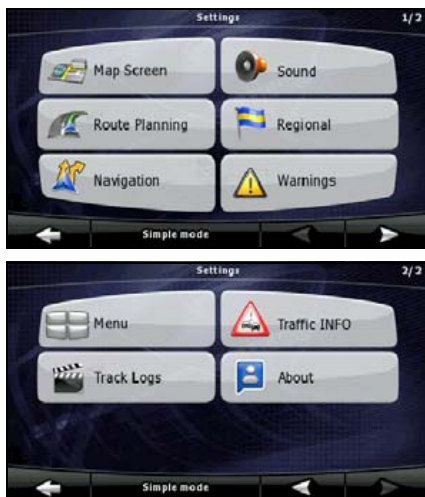 Settings 1/2
Map Screen Sound
Route Planning Regional
Navigation Warnings
Simple mode
Settings 2/2
Menu Traffic INFO
Track Logs About
Simple mode